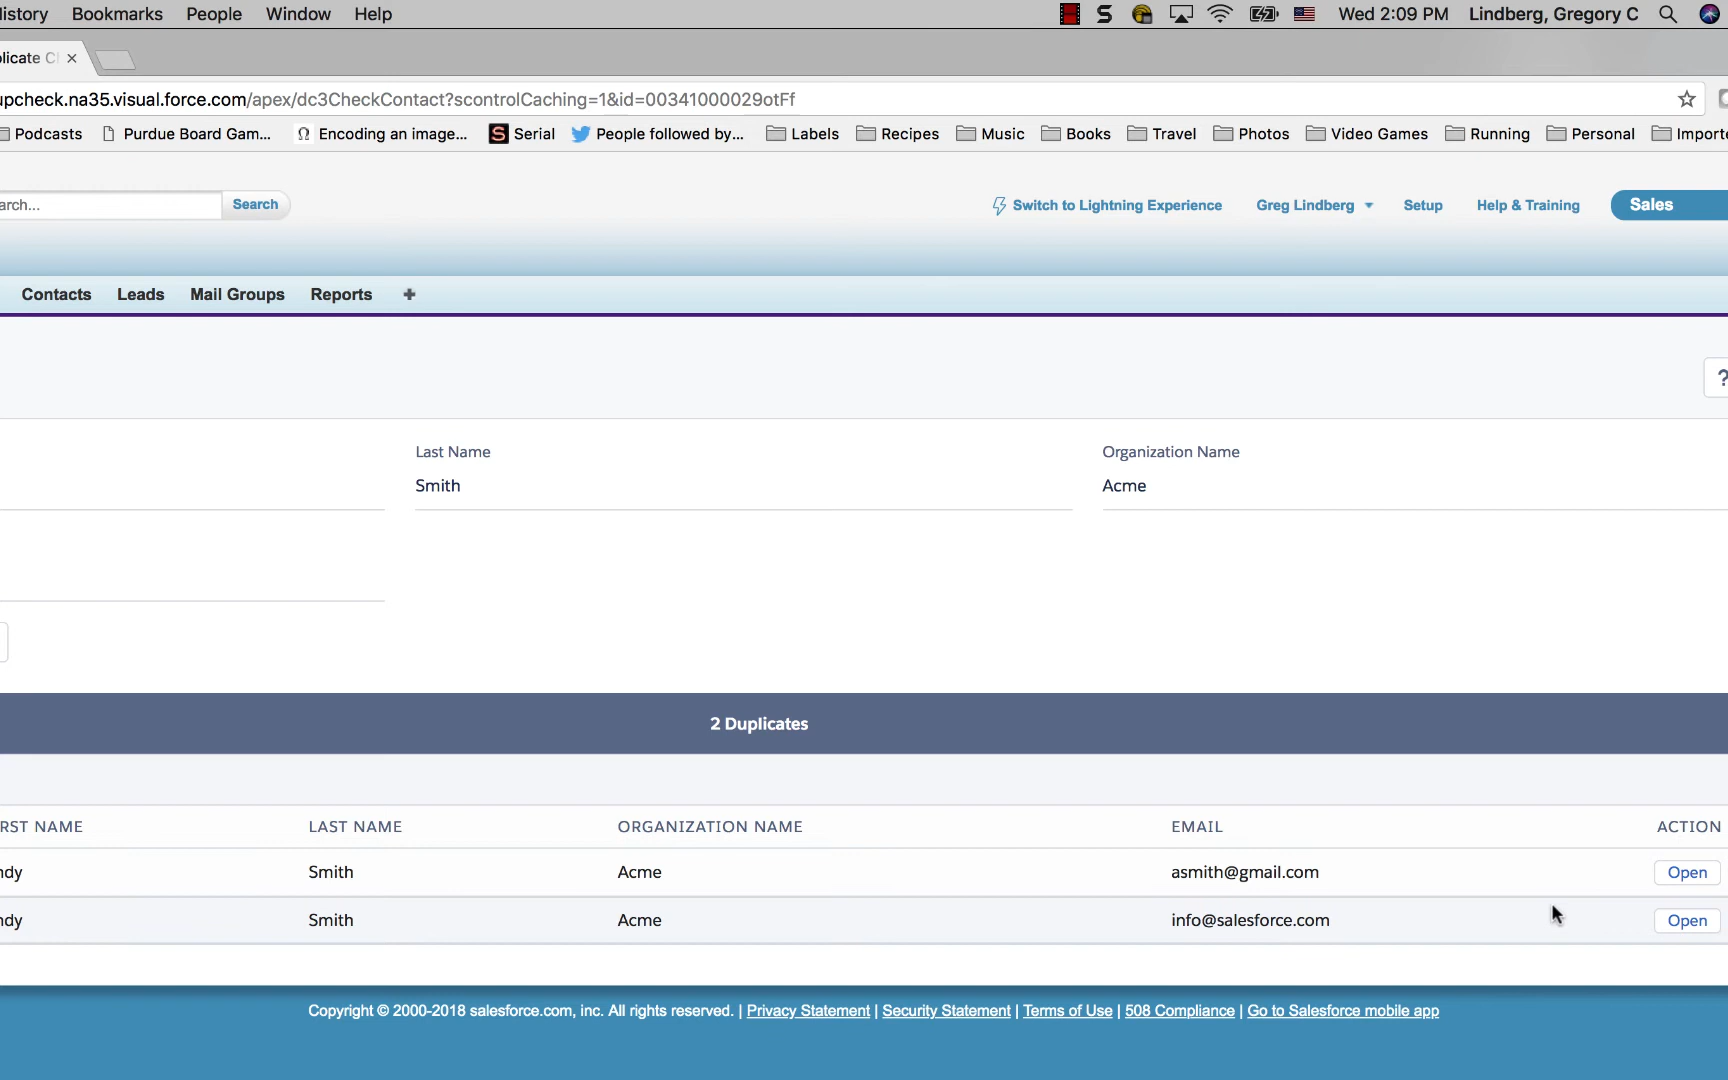 History Bookmarks People Window Help Wed 2:09 PM Lindberg, Gregory C
plicate C
upcheck.na35.visual.force.com/apex/dc3CheckContact?scontrolCaching=1&id=00341000029otFf
Podcasts Purdue Board Gam... Encoding an image... Serial People followed by... Labels Recipes Music Books Travel Photos Video Games Running Personal Importe
arch... Search Switch to Lightning Experience Greg Lindberg Setup Help & Training Sales
Contacts Leads Mail Groups Reports +
?
Last Name Organization Name
Smith Acme
2 Duplicates
RST NAME LAST NAME ORGANIZATION NAME EMAIL ACTION
ndy Smith Acme asmith@gmail.com Open
ndy Smith Acme info@salesforce.com Open
Copyright © 2000-2018 salesforce.com, inc. All rights reserved. | Privacy Statement | Security Statement | Terms of Use | 508 Compliance | Go to Salesforce mobile app